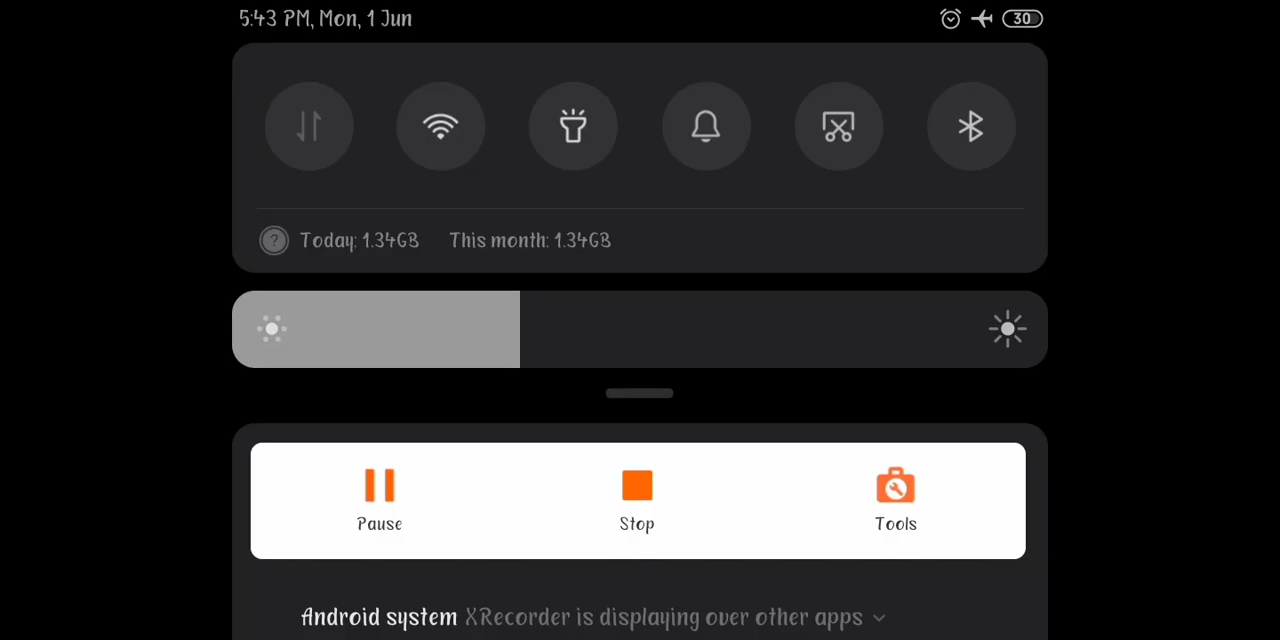 5:43 PM, Mon, 1 Jun
30
? Today: 1.34GB This month: 1.34GB
Pause Stop Tools
Android system XRecorder is displaying over other apps